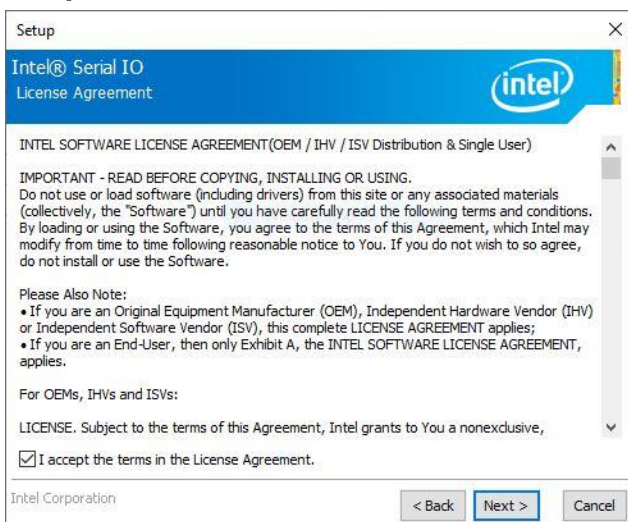 Setup
Intel® Serial IO
License Agreement
intel
INTEL SOFTWARE LICENSE AGREEMENT(OEM / IHV / ISV Distribution & Single User)
IMPORTANT - READ BEFORE COPYING, INSTALLING OR USING.
Do not use or load software (including drivers) from this site or any associated materials
(collectively, the "Software") until you have carefully read the following terms and conditions.
By loading or using the Software, you agree to the terms of this Agreement, which Intel may
modify from time to time following reasonable notice to You. If you do not wish to so agree,
do not install or use the Software.
Please Also Note:
• If you are an Original Equipment Manufacturer (OEM), Independent Hardware Vendor (IHV)
or Independent Software Vendor (ISV), this complete LICENSE AGREEMENT applies;
• If you are an End-User, then only Exhibit A, the INTEL SOFTWARE LICENSE AGREEMENT,
applies.
For OEMs, IHVs and ISVs:
LICENSE. Subject to the terms of this Agreement, Intel grants to You a nonexclusive,
I accept the terms in the License Agreement.
Intel Corporation
< Back Next > Cancel